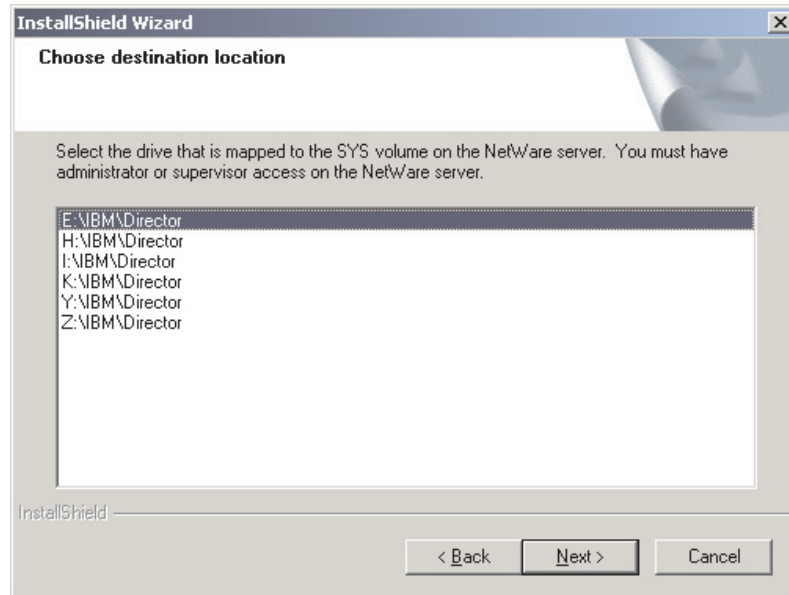 InstallShield Wizard
Choose destination location
Select the drive that is mapped to the SYS volume on the NetWare server.  You must have
administrator or supervisor access on the NetWare server.
E:\IBM\Director
H:\IBM\Director
I:\IBM\Director
K:\IBM\Director
Y:\IBM\Director
Z:\IBM\Director
InstallShield
< Back
Next >
Cancel